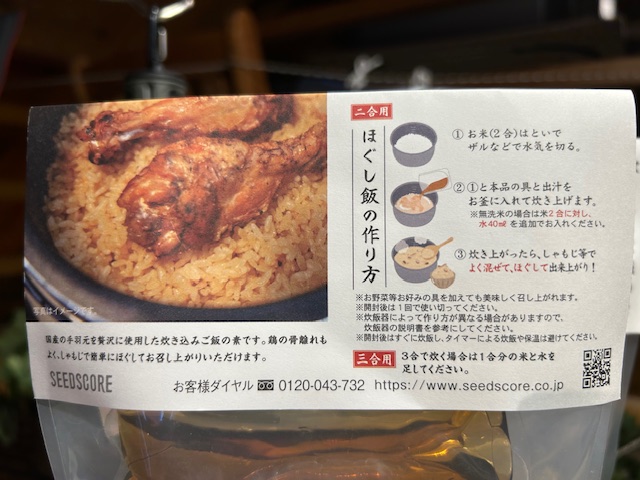 写真はイメージです。
国産の手羽元を贅沢に使用した炊き込みご飯の素です。鶏の骨離れも
よく、しゃもじで簡単にほぐしてお召し上がりいただけます。
二合用
ほぐし飯の作り方
①お米(2合)はといで
ザルなどで水気を切る。
②①と本品の具と出汁を
お釜に入れて炊き上げます。
※無洗米の場合は米2合に対し、
水40㎖を追加でお入れください。
③炊き上がったら、しゃもじ等で
よく混ぜて、ほぐして出来上がり!
※お野菜等お好みの具を加えても美味しく召し上がれます。
※開封後は1回で使い切ってください。
※炊飯器によって作り方が異なる場合がありますので、
炊飯器の説明書を参考にしてください。
※開封後はすぐに炊飯し、タイマーによる炊飯や保温は避けてください。
三合用
3合で炊く場合は1合分の米と水を
足してください。
SEEDSCORE
お客様ダイヤル 0120-043-732 https://www.seedscore.co.jp